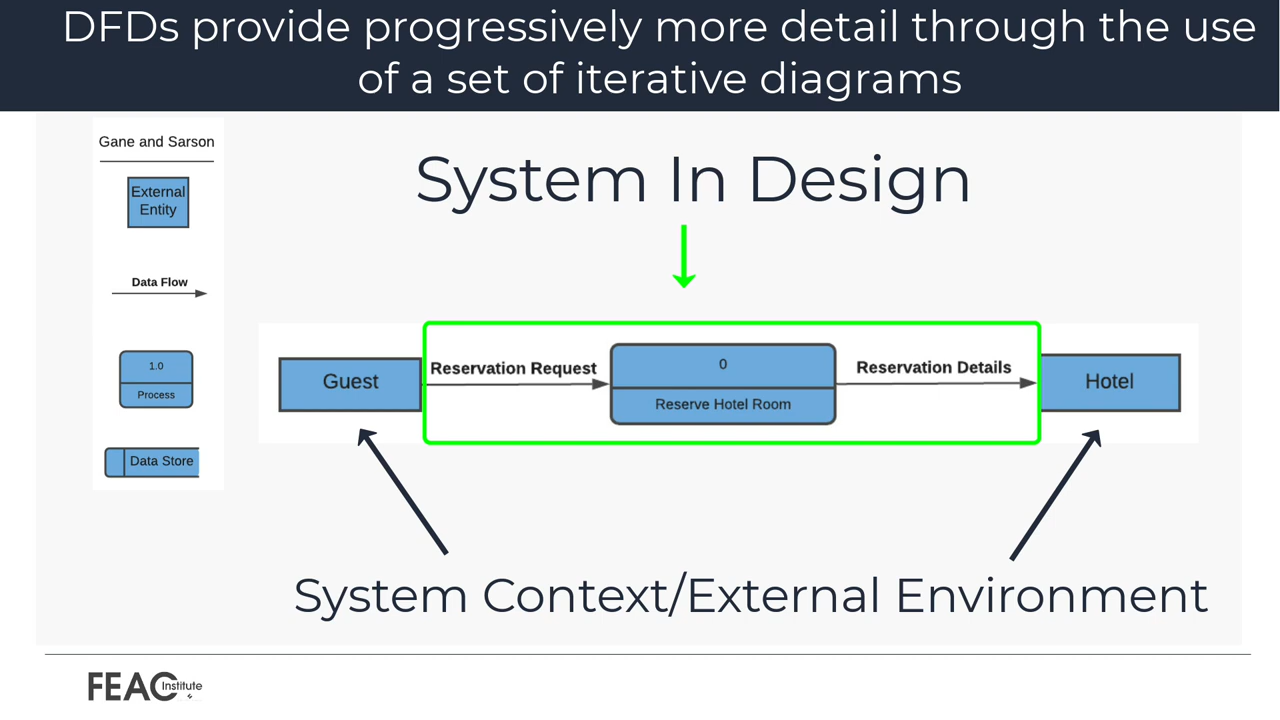 DFDs provide progressively more detail through the use
of a set of iterative diagrams
Gane and Sarson
External
Entity
Data Flow
1.0
Process
Data Store
System In Design
Guest
Reservation Request
0
Reserve Hotel Room
Reservation Details
Hotel
System Context/External Environment
FEAC Institute